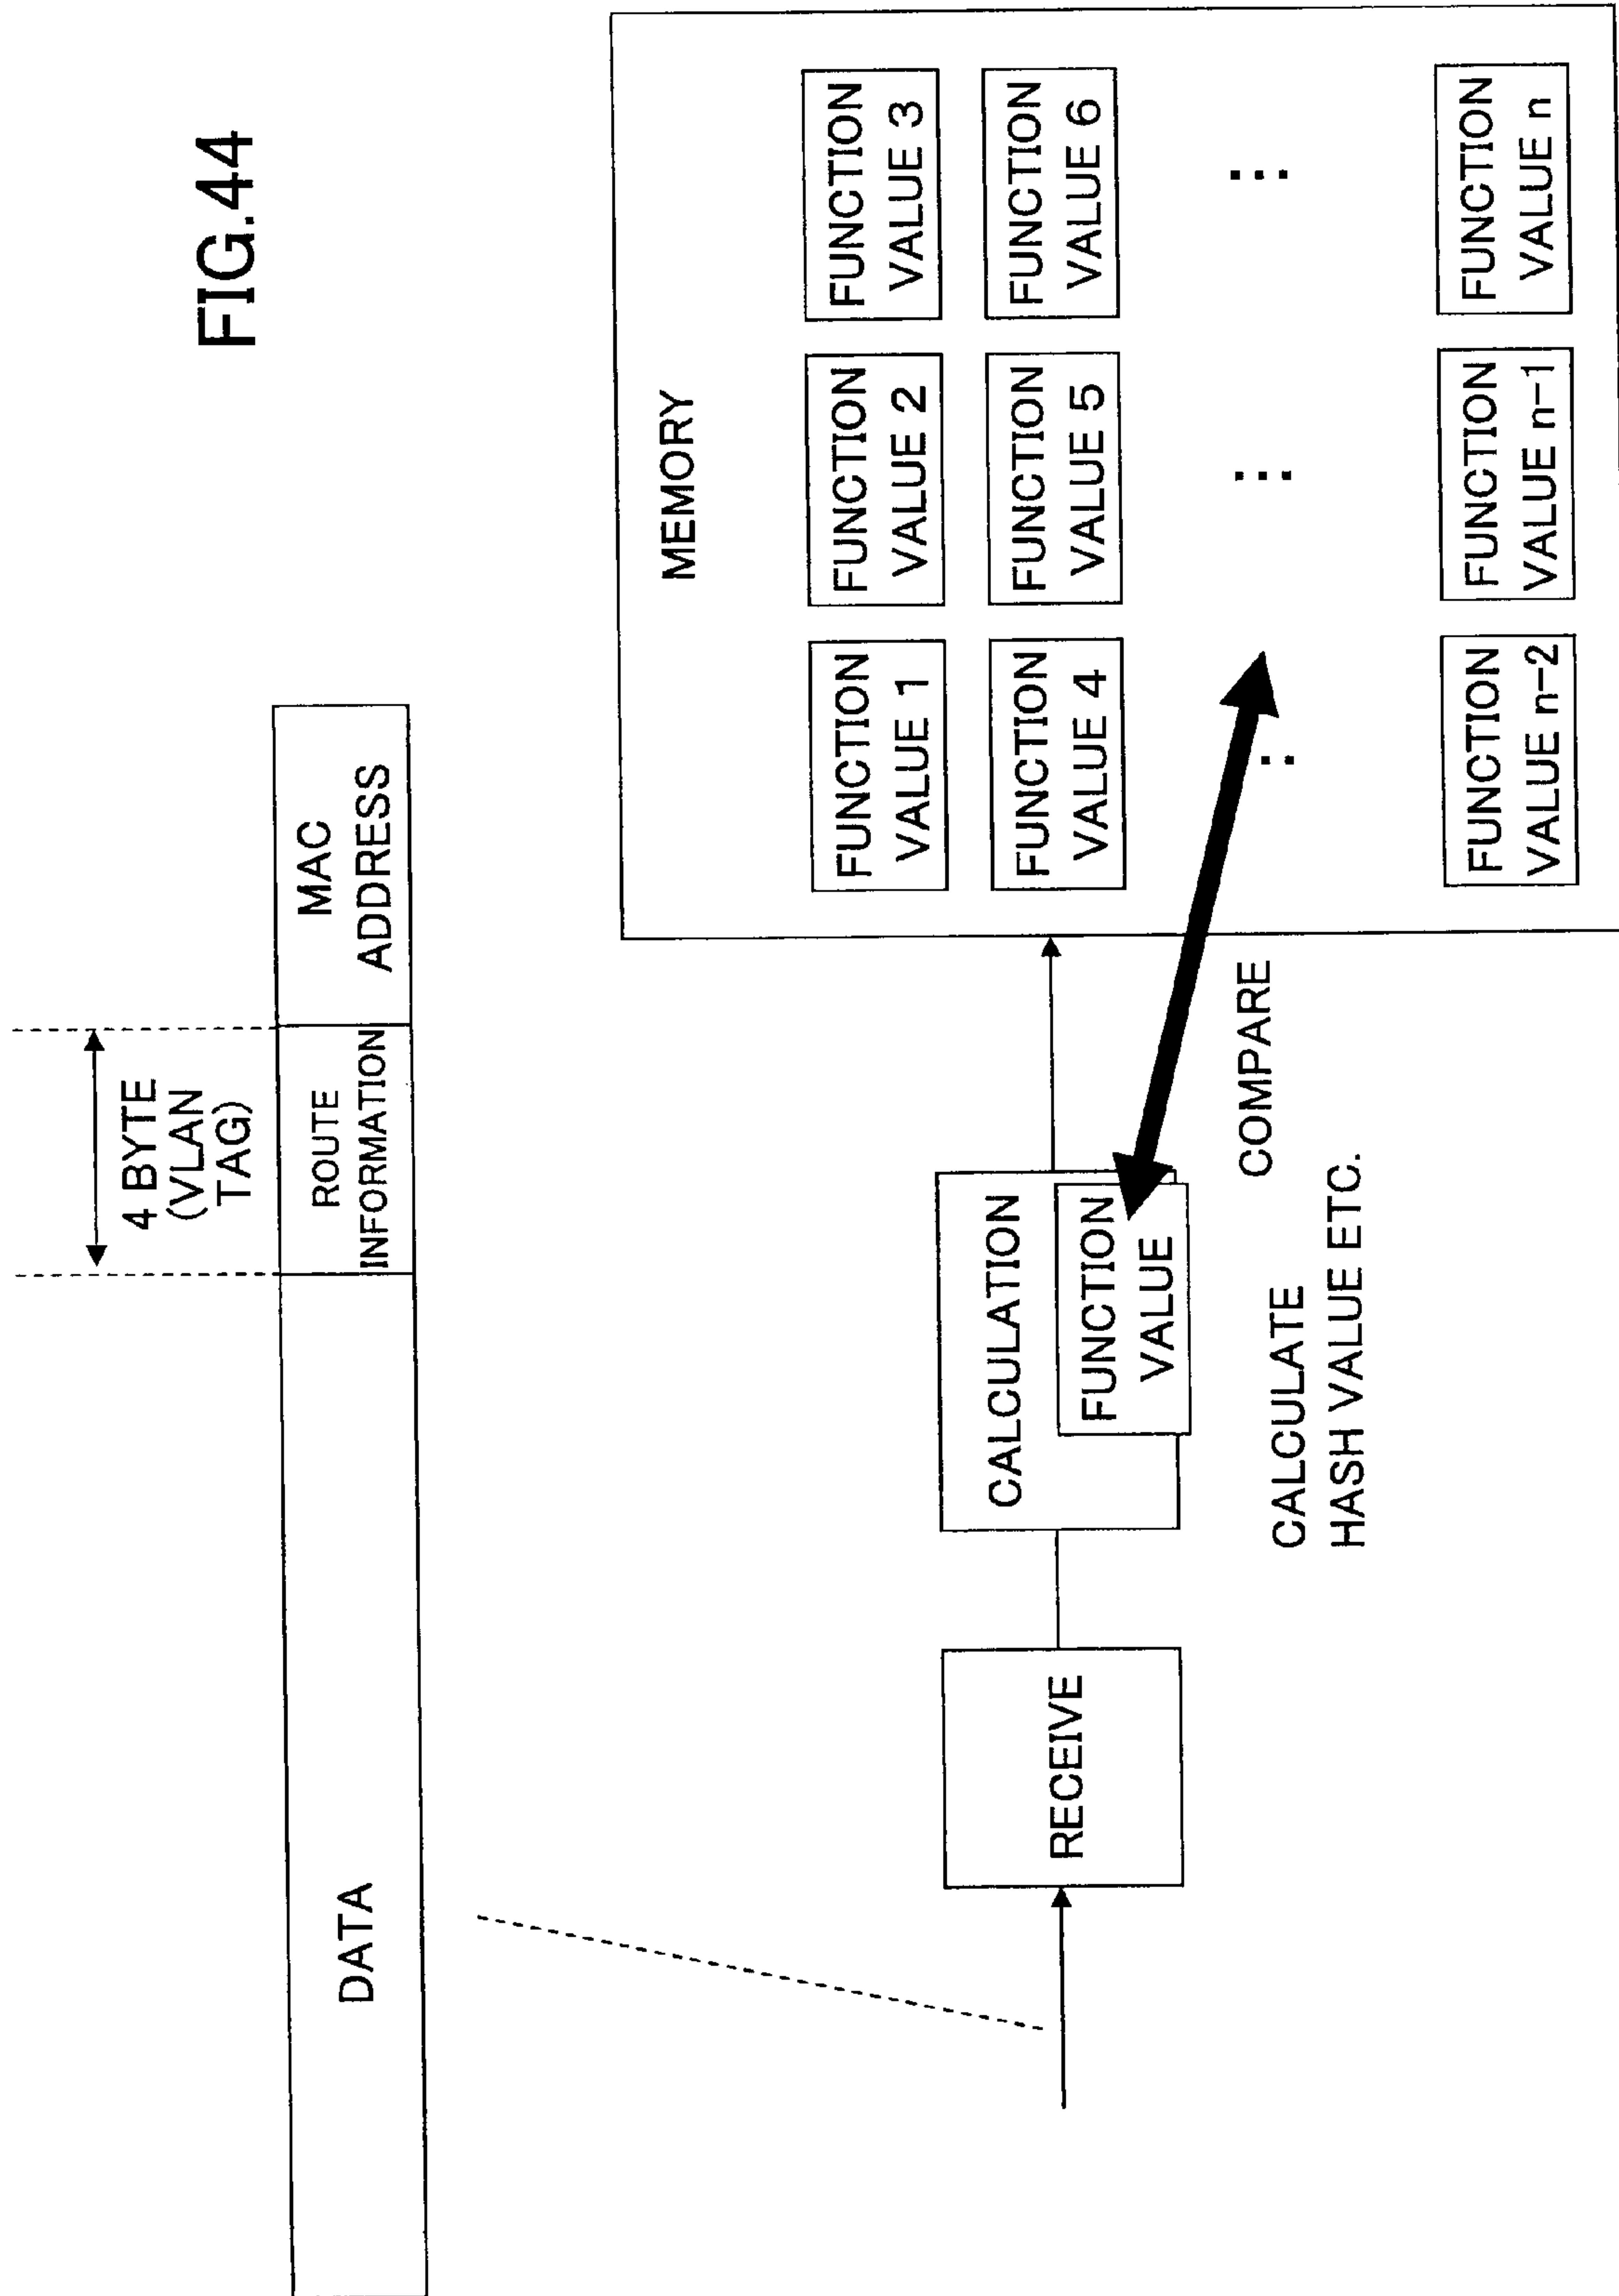 FIG.44
4 BYTE
(VLAN
TAG)
DATA
ROUTE
INFORMATION
MAC
ADDRESS
RECEIVE
CALCULATION
FUNCTION
VALUE
CALCULATE
HASH VALUE ETC.
COMPARE
MEMORY
FUNCTION
VALUE 1
FUNCTION
VALUE 2
FUNCTION
VALUE 3
FUNCTION
VALUE 4
FUNCTION
VALUE 5
FUNCTION
VALUE 6
FUNCTION
VALUE n-2
FUNCTION
VALUE n-1
FUNCTION
VALUE n